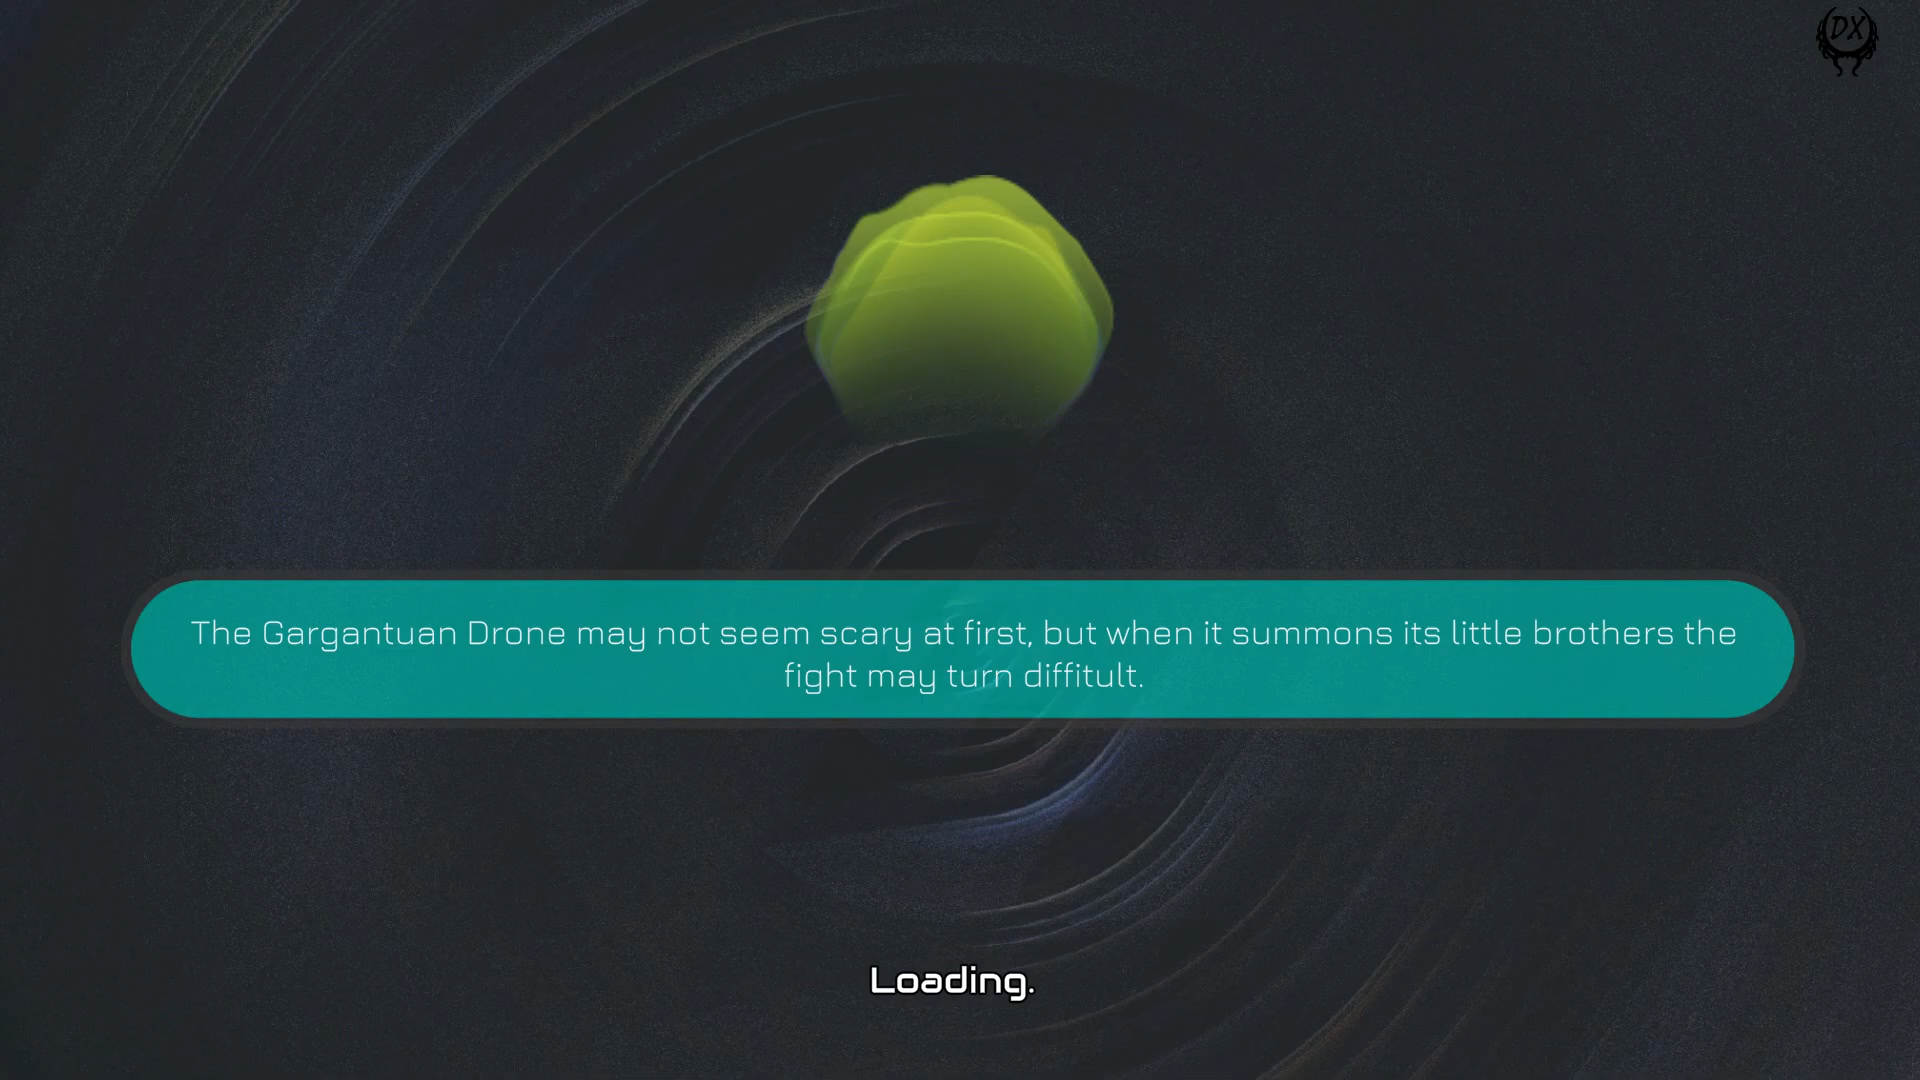 DX
The Gargantuan Drone may not seem scary at first, but when it summons its little brothers the
fight may turn diffitult.
Loading.